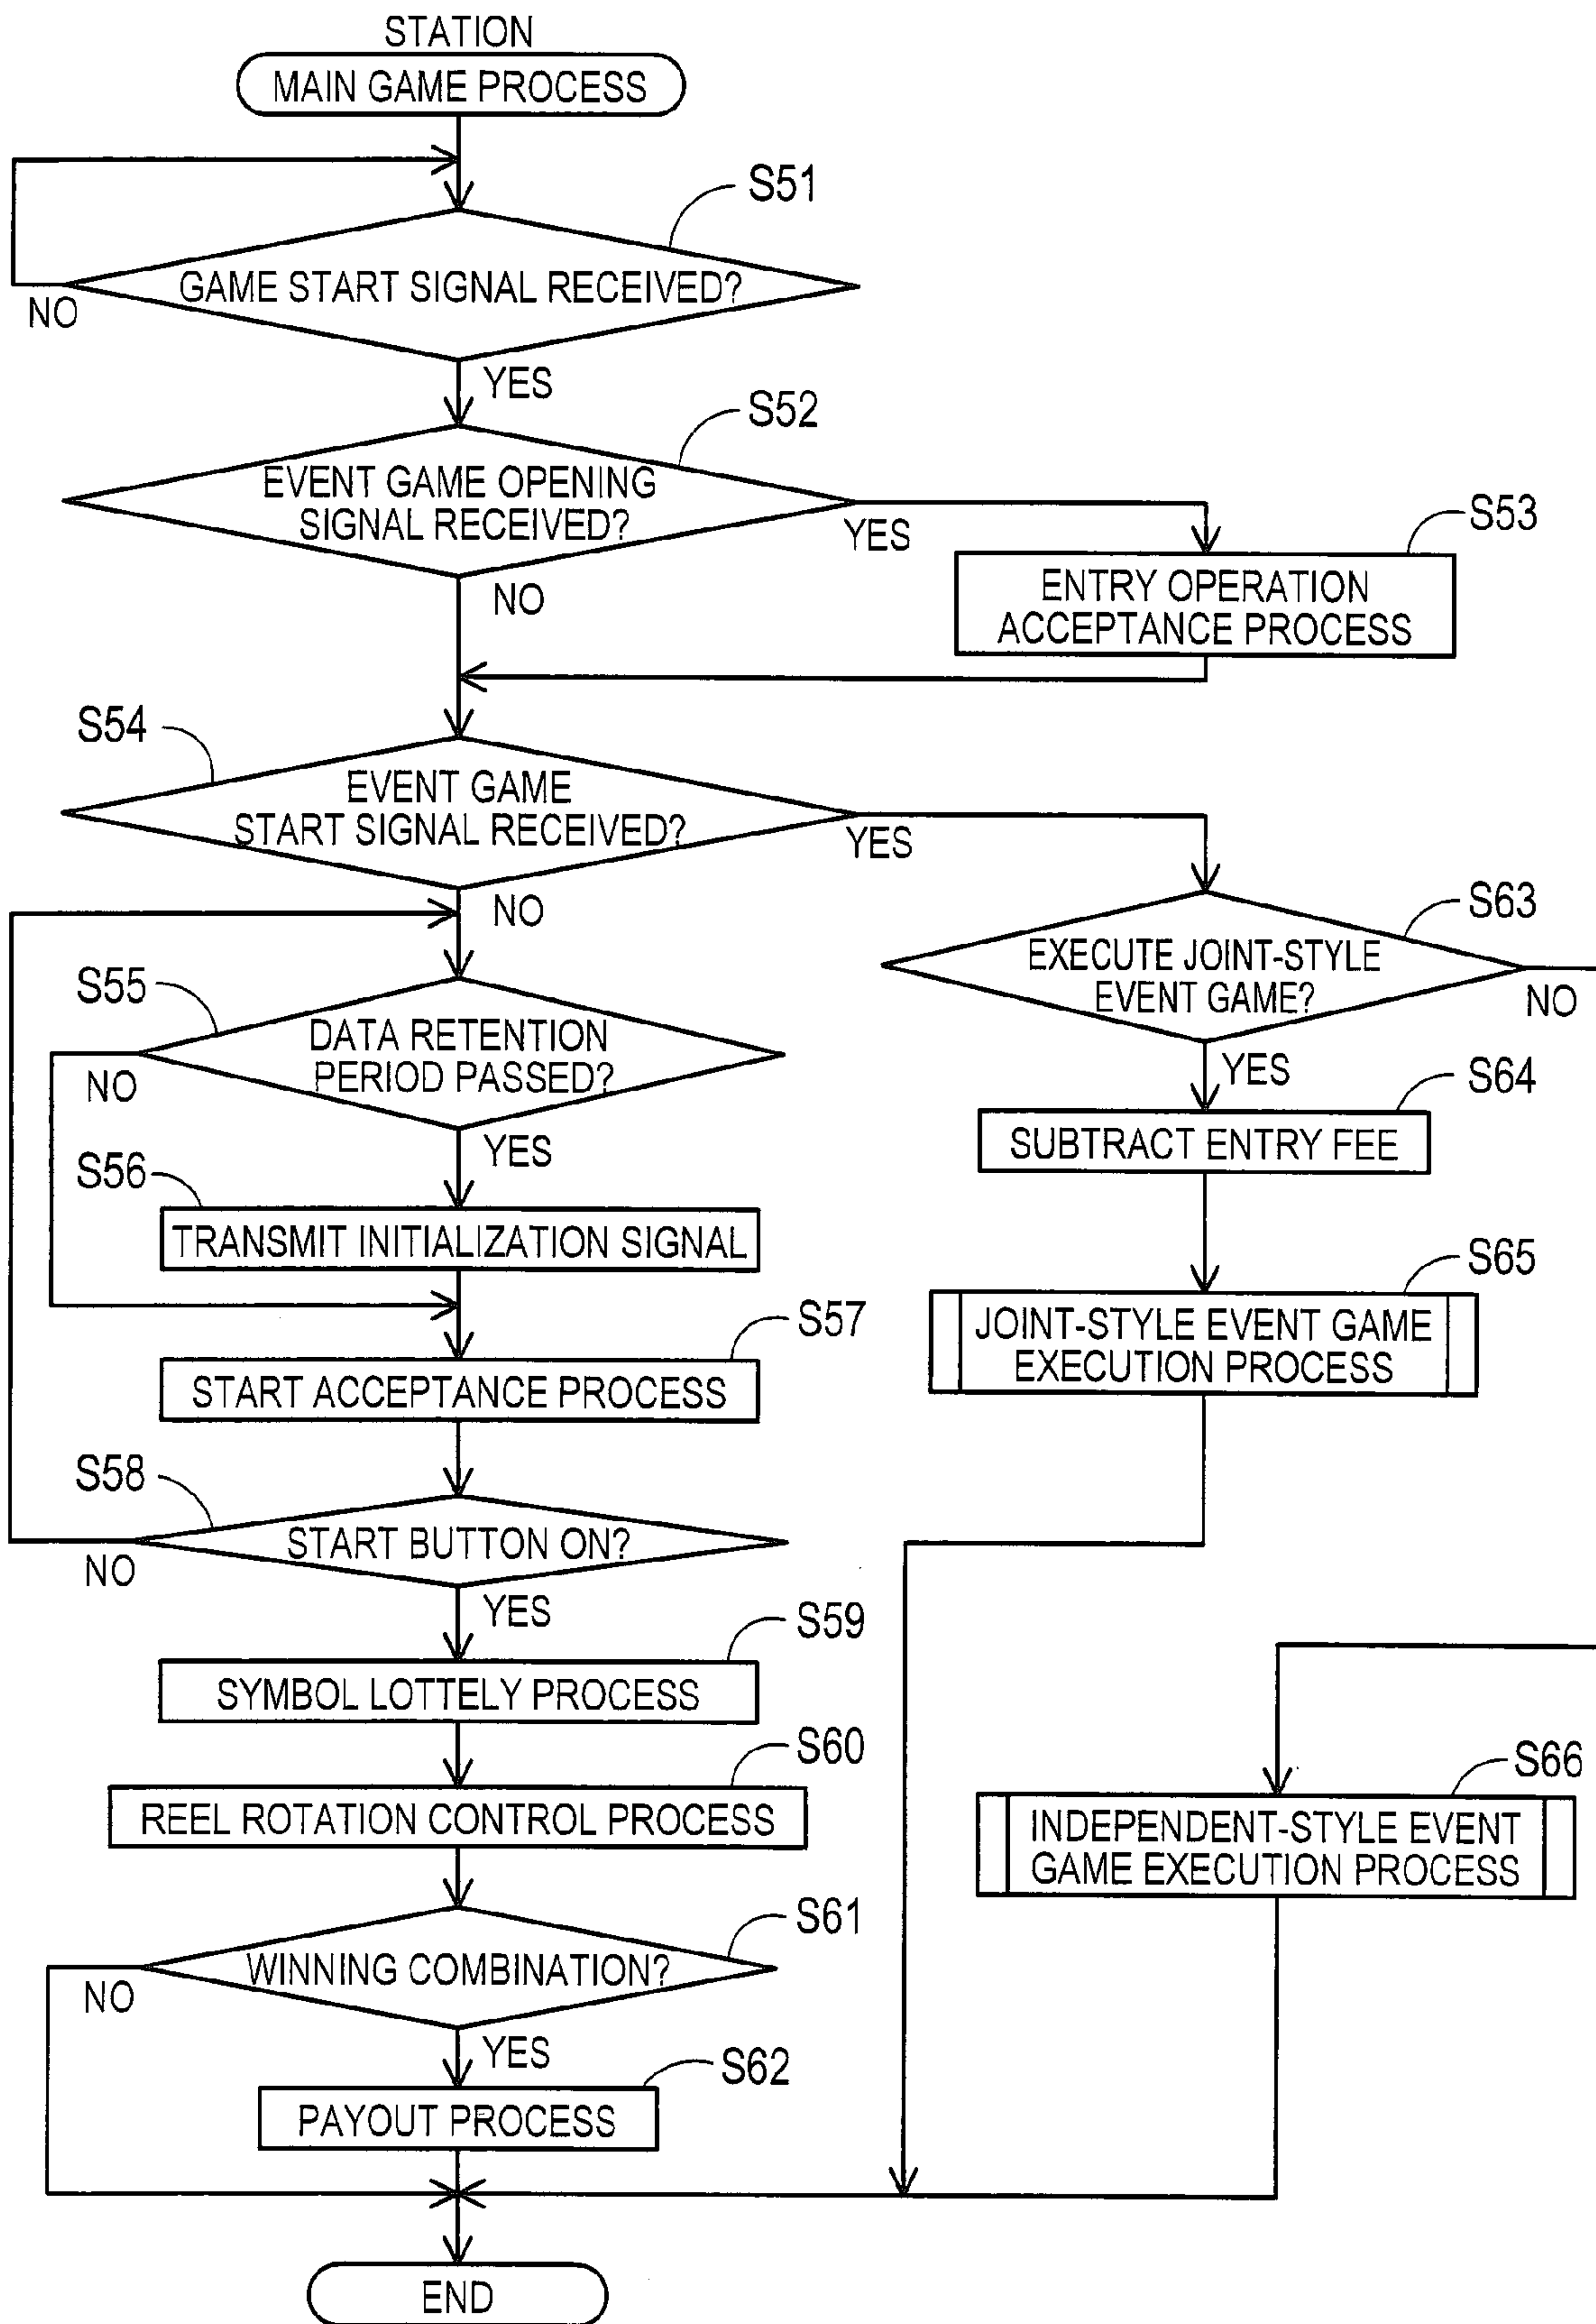 STATION
MAIN GAME PROCESS
S51
GAME START SIGNAL RECEIVED?
NO
YES
S52
EVENT GAME OPENING
SIGNAL RECEIVED?
YES
NO
S53
ENTRY OPERATION
ACCEPTANCE PROCESS
S54
EVENT GAME
START SIGNAL RECEIVED?
YES
NO
S55
DATA RETENTION
PERIOD PASSED?
NO
YES
S56
TRANSMIT INITIALIZATION SIGNAL
S57
START ACCEPTANCE PROCESS
S58
START BUTTON ON?
NO
YES
S59
SYMBOL LOTTELY PROCESS
S60
REEL ROTATION CONTROL PROCESS
S61
WINNING COMBINATION?
NO
YES
S62
PAYOUT PROCESS
END
S63
EXECUTE JOINT-STYLE
EVENT GAME?
NO
YES
S64
SUBTRACT ENTRY FEE
S65
JOINT-STYLE EVENT GAME
EXECUTION PROCESS
S66
INDEPENDENT-STYLE EVENT
GAME EXECUTION PROCESS